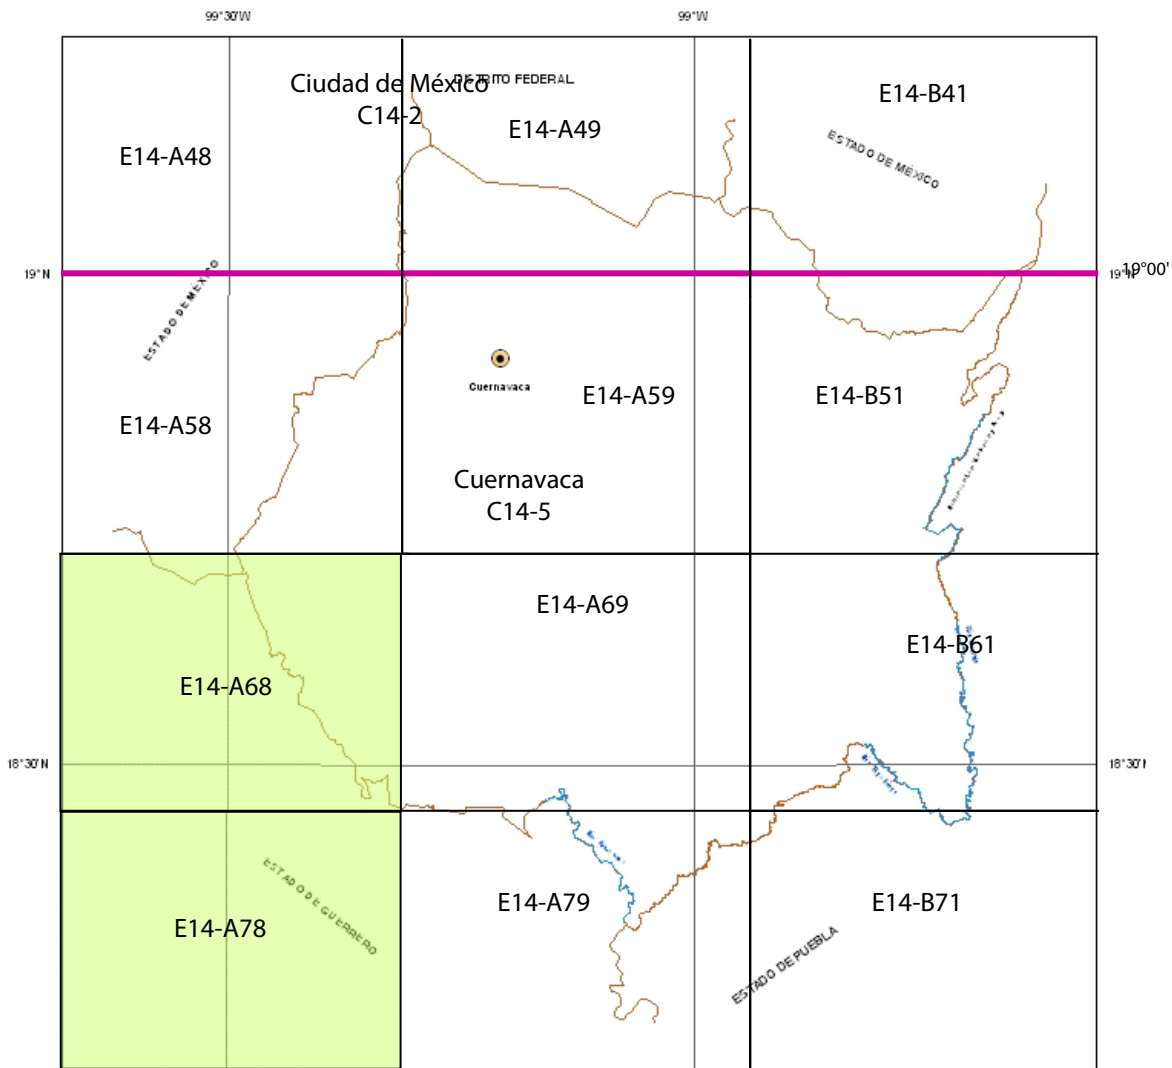 99°30'W
99°W
Ciudad de México
C14-2
DISTRITO FEDERAL
E14-B41
E14-A49
E14-A48
ESTADO DE MÉXICO
19°N
19°N
19°00'
ESTADO DE MÉXICO
Cuernavaca
E14-A59
E14-B51
E14-A58
Cuernavaca
C14-5
E14-A69
E14-B61
E14-A68
18°30'N
18°30'N
ESTADO DE GUERRERO
E14-A79
E14-B71
E14-A78
ESTADO DE PUEBLA